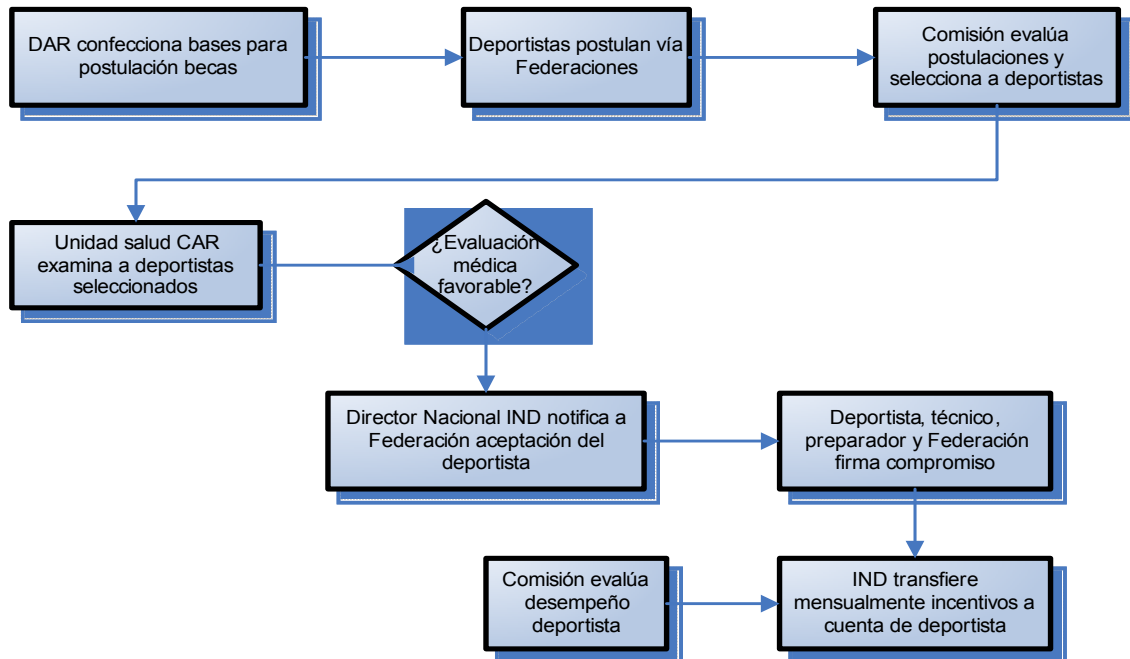 DAR confecciona bases para
postulación becas
Deportistas postulan vía
Federaciones
Comisión evalúa
postulaciones y
selecciona a deportistas
Unidad salud CAR
examina a deportistas
seleccionados
¿Evaluación
médica
favorable?
Director Nacional IND notifica a
Federación aceptación del
deportista
Deportista, técnico,
preparador y Federación
firma compromiso
Comisión evalúa
desempeño
deportista
IND transfiere
mensualmente incentivos a
cuenta de deportista